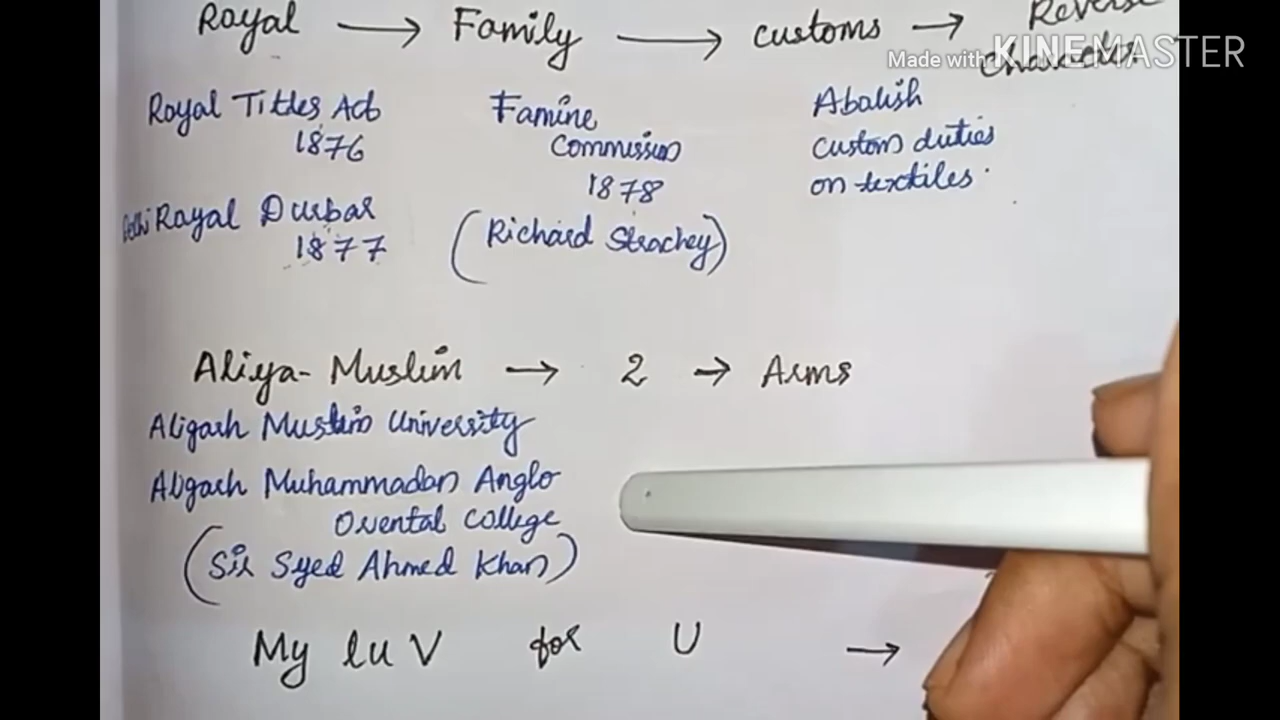 Royal → Family → customs → Reverse
Made with KINEMASTER
Royal Titles Act
1876
Famine
Commission
1878
(Richard Strachey)
Abolish
custom duties
on textiles.
Delhi Royal Durbar
1877
Aliya-Muslim → 2 → Arms
Aligarh Muslim University
Aligarh Muhammadan Anglo
Oriental College
(Sir Syed Ahmed Khan)
My luV for U →